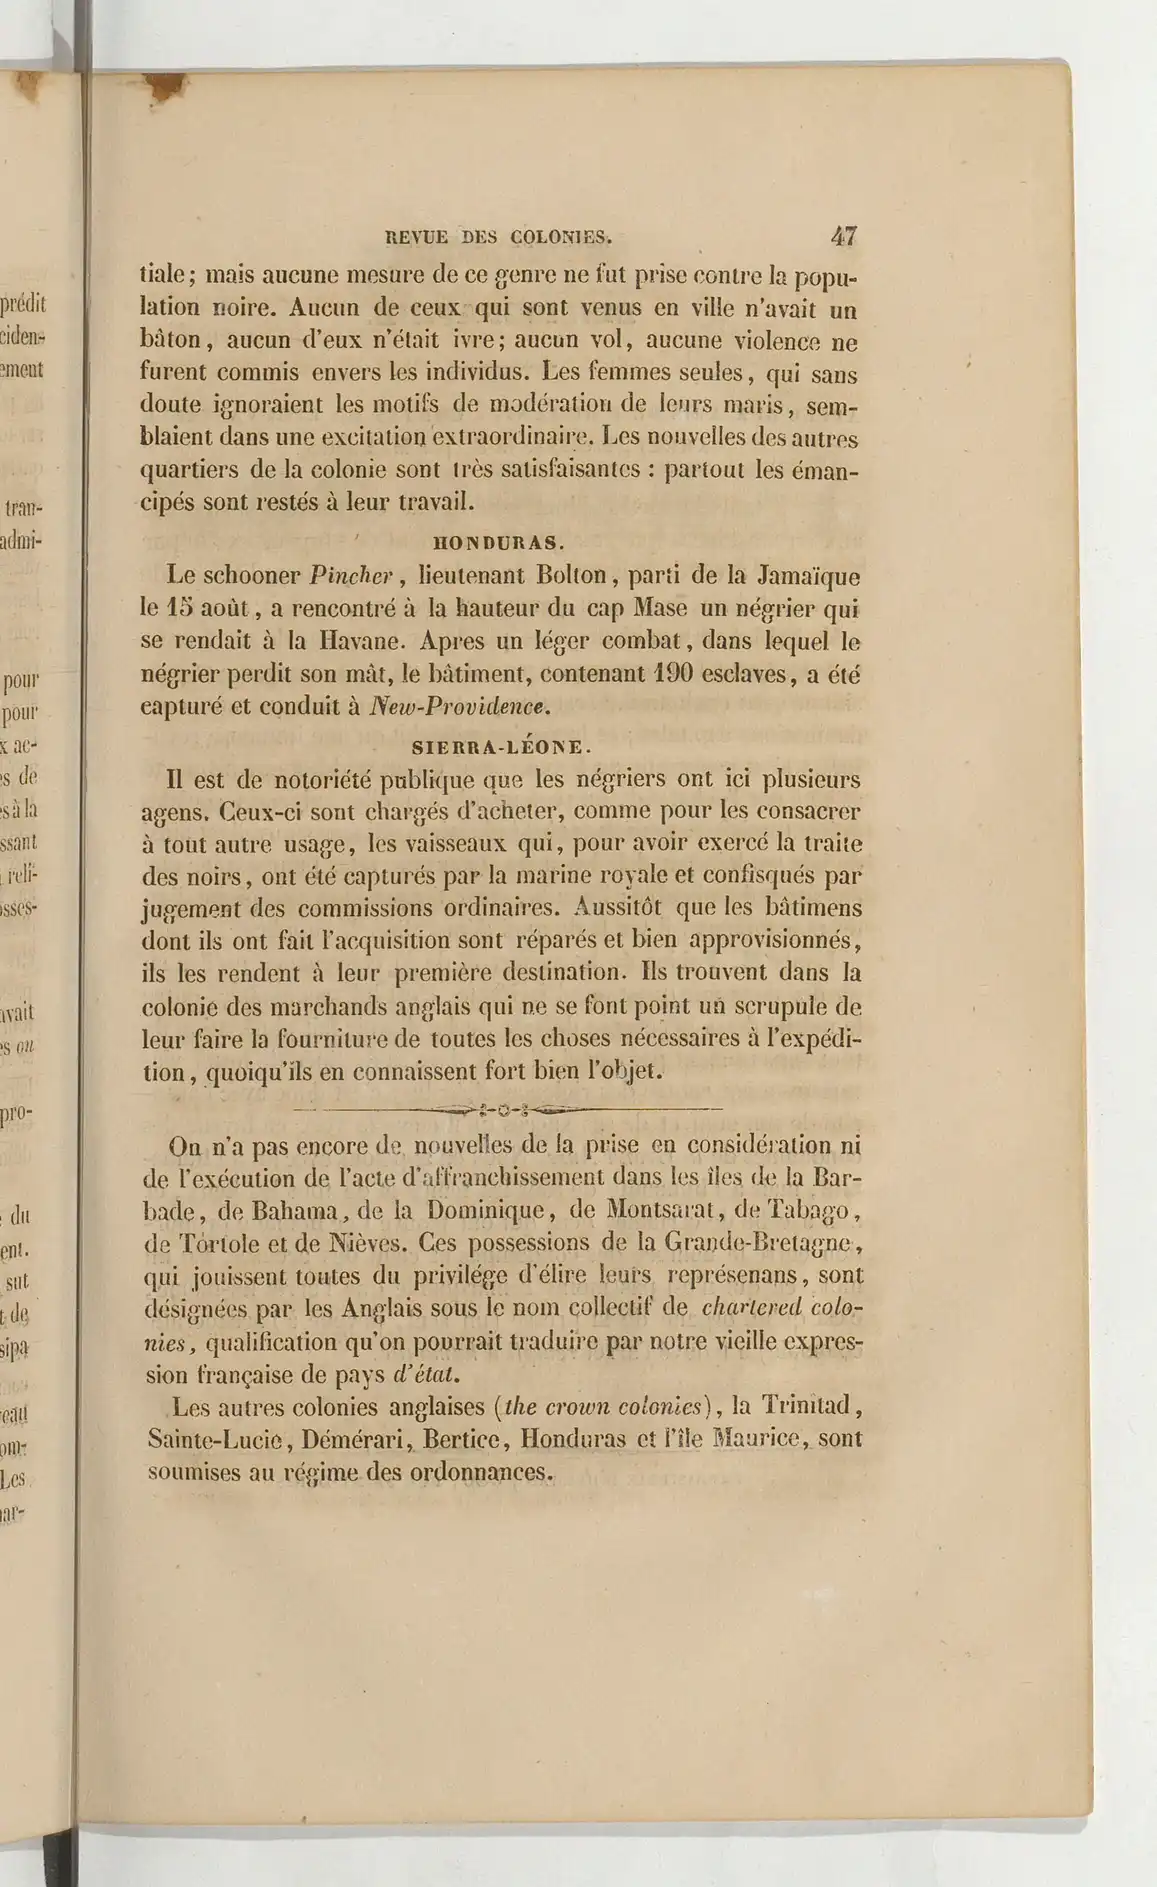 REVUE DES COLONIES. 47
tiale; mais aucune mesure de ce genre ne fut prise contre la popu-
lation noire. Aucun de ceux qui sont venus en ville n'avait un
bâton, aucun d'eux n'était ivre; aucun vol, aucune violence ne
furent commis envers les individus. Les femmes seules, qui sans
doute ignoraient les motifs de modération de leurs maris, sem-
blaient dans une excitation extraordinaire. Les nouvelles des autres
quartiers de la colonie sont très satisfaisantes : partout les éman-
cipés sont restés à leur travail.
HONDURAS.
Le schooner Pincher, lieutenant Bolton, parti de la Jamaïque
le 15 août, a rencontré à la hauteur du cap Mase un négrier qui
se rendait à la Havane. Apres un léger combat, dans lequel le
négrier perdit son mât, le bâtiment, contenant 190 esclaves, a été
capturé et conduit à New-Providence.
SIERRA-LÉONE.
Il est de notoriété publique que les négriers ont ici plusieurs
agens. Ceux-ci sont chargés d'acheter, comme pour les consacrer
à tout autre usage, les vaisseaux qui, pour avoir exercé la traite
des noirs, ont été capturés par la marine royale et confisqués par
jugement des commissions ordinaires. Aussitôt que les bâtimens
dont ils ont fait l'acquisition sont réparés et bien approvisionnés,
ils les rendent à leur première destination. Ils trouvent dans la
colonie des marchands anglais qui ne se font point un scrupule de
leur faire la fourniture de toutes les choses nécessaires à l'expédi-
tion, quoiqu'ils en connaissent fort bien l'objet.
On n'a pas encore de nouvelles de la prise en considération ni
de l'exécution de l'acte d'affranchissement dans les îles de la Bar-
bade, de Bahama, de la Dominique, de Montsarat, de Tabago,
de Tortole et de Nièves. Ces possessions de la Grande-Bretagne,
qui jouissent toutes du privilége d'élire leurs représenans, sont
désignées par les Anglais sous le nom collectif de chartered colo-
nies, qualification qu'on pourrait traduire par notre vieille expres-
sion française de pays d'état.
Les autres colonies anglaises (the crown colonies), la Trinitad,
Sainte-Lucie, Démérari, Bertice, Honduras et l'île Maurice, sont
soumises au régime des ordonnances.